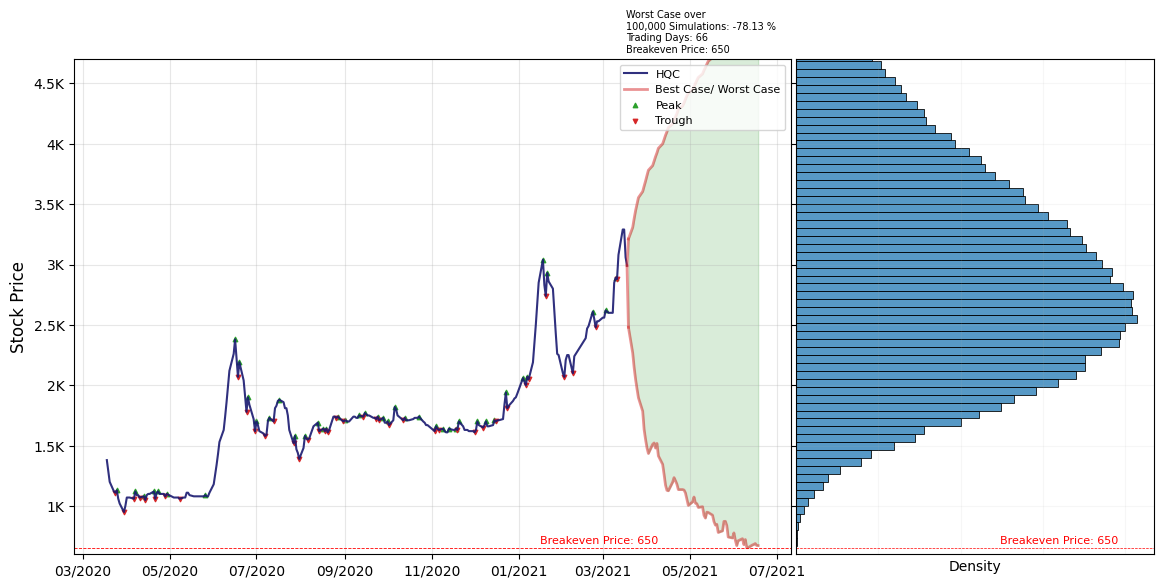 Worst Case over
100,000 Simulations: -78.13 %
Trading Days: 66
Breakeven Price: 650
HQC
Best Case/ Worst Case
Peak
Trough
Stock Price
4.5K
4K
3.5K
3K
2.5K
2K
1.5K
1K
Breakeven Price: 650
Breakeven Price: 650
03/2020
05/2020
07/2020
09/2020
11/2020
01/2021
03/2021
05/2021
07/2021
Density